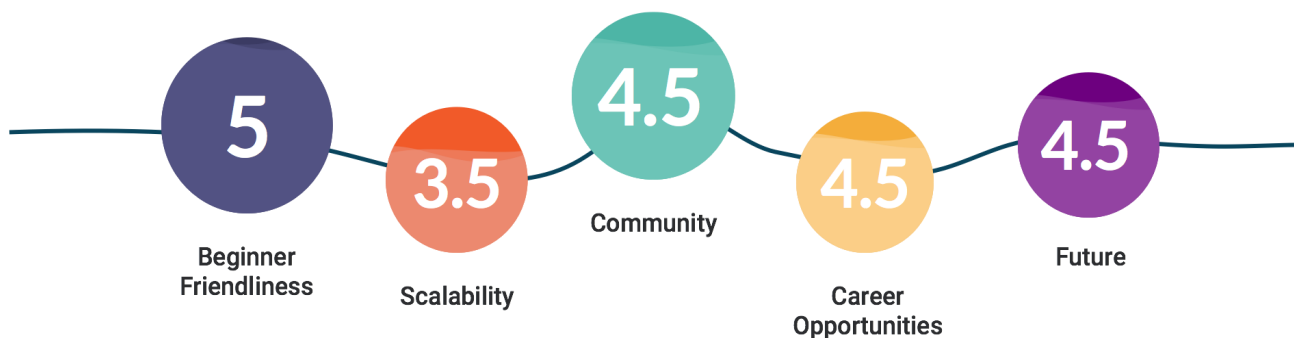 5
Beginner
Friendliness
3.5
Scalability
4.5
Community
4.5
Career
Opportunities
4.5
Future